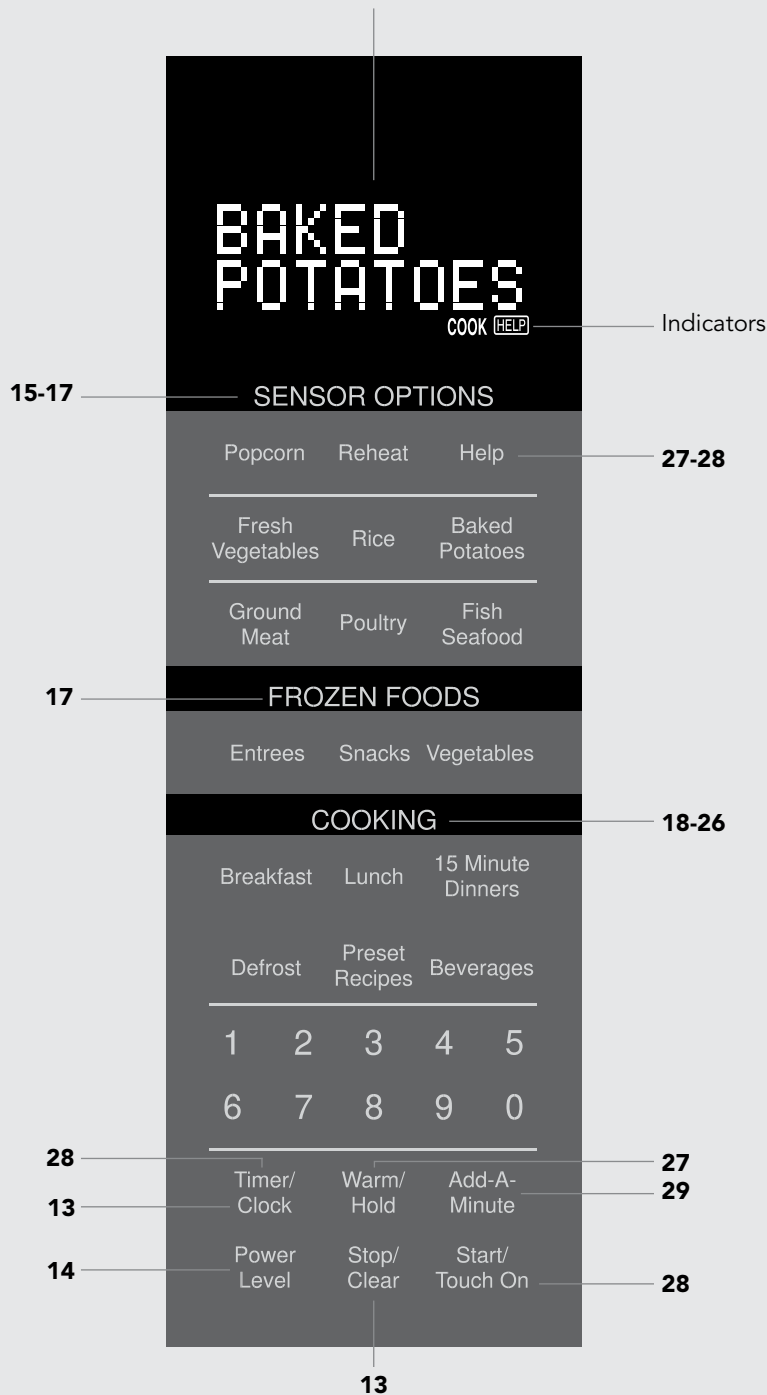 BAKED
POTATOES
COOK HELP
Indicators
15-17
SENSOR OPTIONS
Popcorn Reheat Help
27-28
Fresh
Vegetables
Rice
Baked
Potatoes
Ground
Meat
Poultry
Fish
Seafood
17
FROZEN FOODS
Entrees Snacks Vegetables
COOKING
18-26
Breakfast Lunch
15 Minute
Dinners
Defrost
Preset
Recipes
Beverages
1 2 3 4 5
6 7 8 9 0
28
13
Timer/
Clock
Warm/
Hold
Add-A-
Minute
27
29
14
Power
Level
Stop/
Clear
Start/
Touch On
28
13